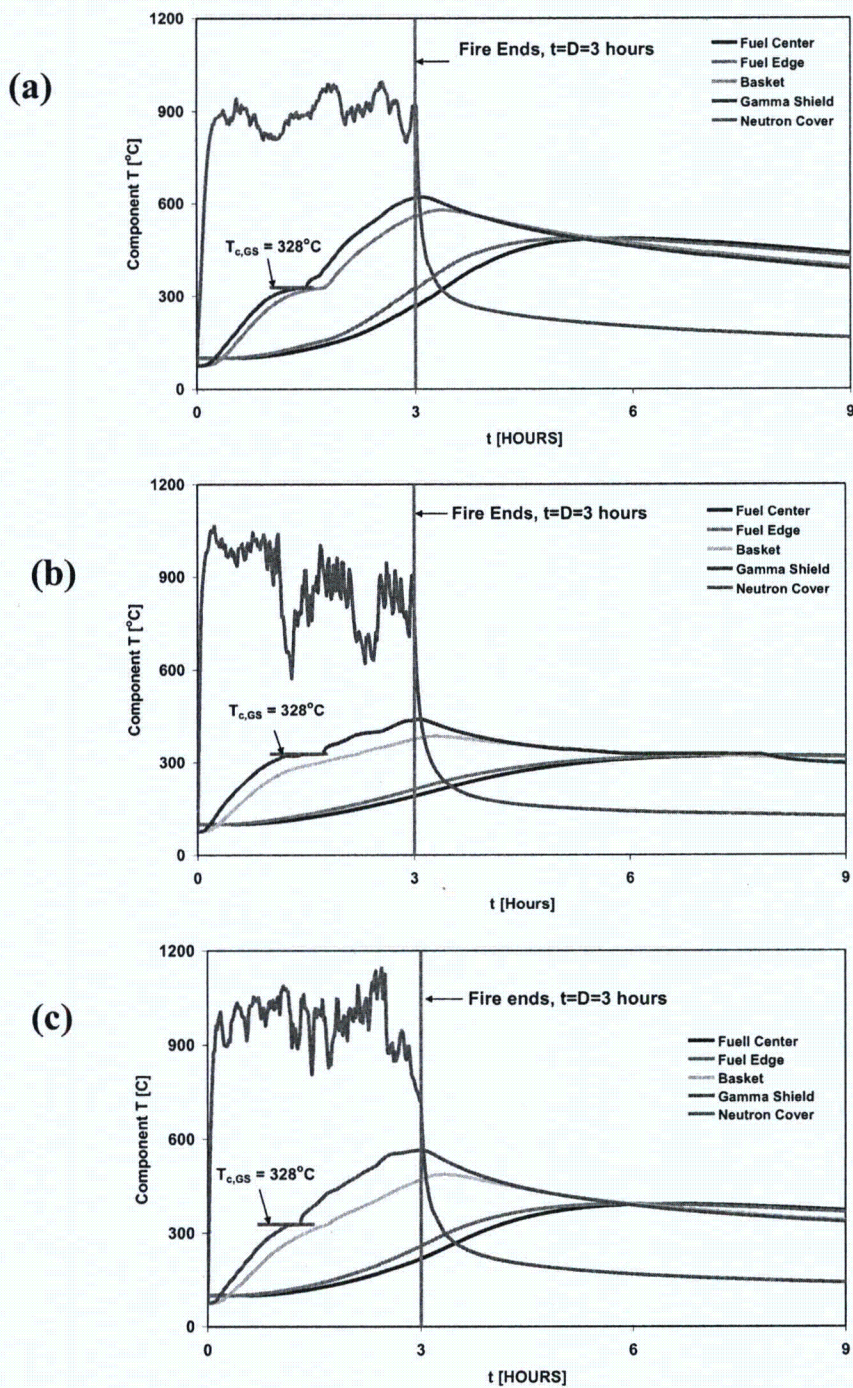 (a)
1200
900
600
300
0
Component T [°C]
Fire Ends, t=D=3 hours
Fuel Center
Fuel Edge
Basket
Gamma Shield
Neutron Cover
Tc,GS = 328°C
0
3
6
9
t [HOURS]
(b)
1200
900
600
300
0
Component T [°C]
Fire Ends, t=D=3 hours
Fuel Center
Fuel Edge
Basket
Gamma Shield
Neutron Cover
Tc,GS = 328°C
0
3
6
9
t [Hours]
(c)
1200
900
600
300
0
Component T [C]
Fire ends, t=D=3 hours
Fuell Center
Fuel Edge
Basket
Gamma Shield
Neutron Cover
Tc,GS = 328°C
0
3
6
9
t [HOURS]